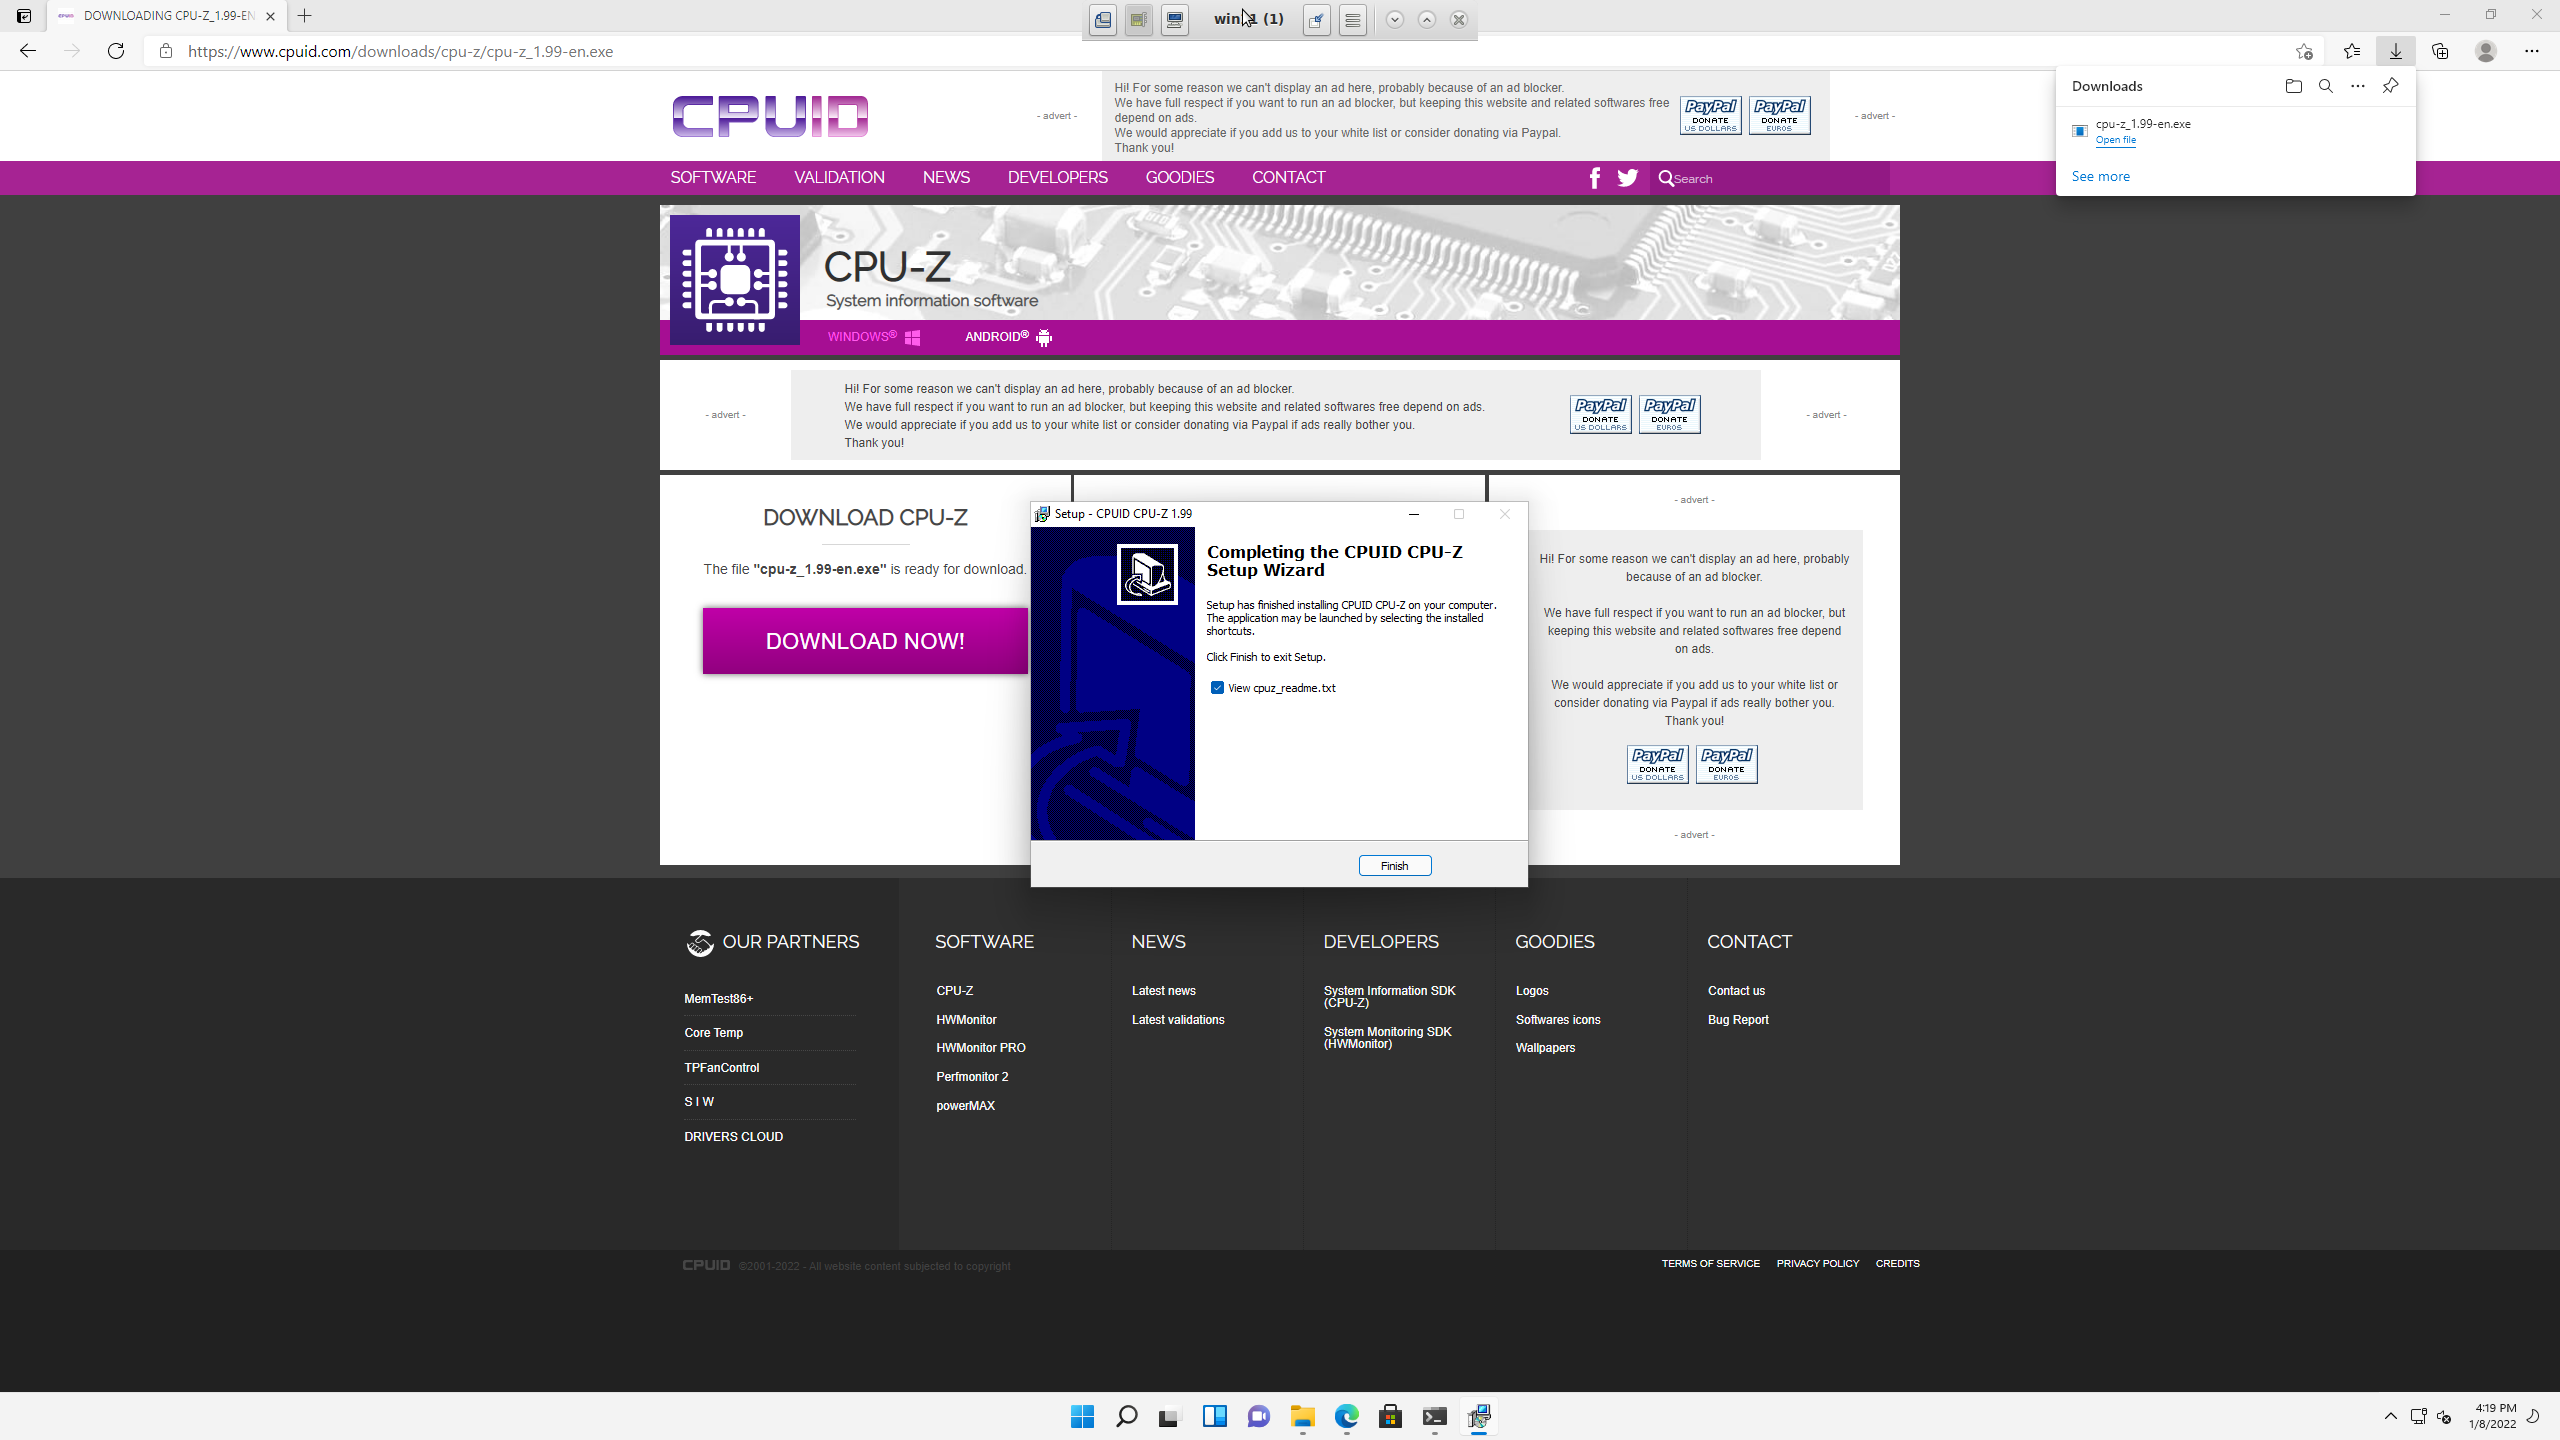 DOWNLOADING CPU-Z_1.99-EN
win11 (1)
https://www.cpuid.com/downloads/cpu-z/cpu-z_1.99-en.exe
Downloads
cpu-z_1.99-en.exe
Open file
See more
CPUID
- advert -
Hi! For some reason we can't display an ad here, probably because of an ad blocker.
We have full respect if you want to run an ad blocker, but keeping this website and related softwares free
depend on ads.
We would appreciate if you add us to your white list or consider donating via Paypal.
Thank you!
PayPal
DONATE
US DOLLARS
PayPal
DONATE
EUROS
- advert -
SOFTWARE
VALIDATION
NEWS
DEVELOPERS
GOODIES
CONTACT
Search
CPU-Z
System information software
WINDOWS®
ANDROID®
- advert -
Hi! For some reason we can't display an ad here, probably because of an ad blocker.
We have full respect if you want to run an ad blocker, but keeping this website and related softwares free depend on ads.
We would appreciate if you add us to your white list or consider donating via Paypal if ads really bother you.
Thank you!
PayPal
DONATE
US DOLLARS
PayPal
DONATE
EUROS
- advert -
DOWNLOAD CPU-Z
The file "cpu-z_1.99-en.exe" is ready for download.
DOWNLOAD NOW!
Setup - CPUID CPU-Z 1.99
Completing the CPUID CPU-Z
Setup Wizard
Setup has finished installing CPUID CPU-Z on your computer.
The application may be launched by selecting the installed
shortcuts.
Click Finish to exit Setup.
View cpuz_readme.txt
Finish
- advert -
Hi! For some reason we can't display an ad here, probably
because of an ad blocker.
We have full respect if you want to run an ad blocker, but
keeping this website and related softwares free depend
on ads.
We would appreciate if you add us to your white list or
consider donating via Paypal if ads really bother you.
Thank you!
PayPal
DONATE
US DOLLARS
PayPal
DONATE
EUROS
- advert -
OUR PARTNERS
MemTest86+
Core Temp
TPFanControl
S I W
DRIVERS CLOUD
SOFTWARE
CPU-Z
HWMonitor
HWMonitor PRO
Perfmonitor 2
powerMAX
NEWS
Latest news
Latest validations
DEVELOPERS
System Information SDK
(CPU-Z)
System Monitoring SDK
(HWMonitor)
GOODIES
Logos
Softwares icons
Wallpapers
CONTACT
Contact us
Bug Report
CPUID ©2001-2022 - All website content subjected to copyright
TERMS OF SERVICE
PRIVACY POLICY
CREDITS
4:19 PM
1/8/2022